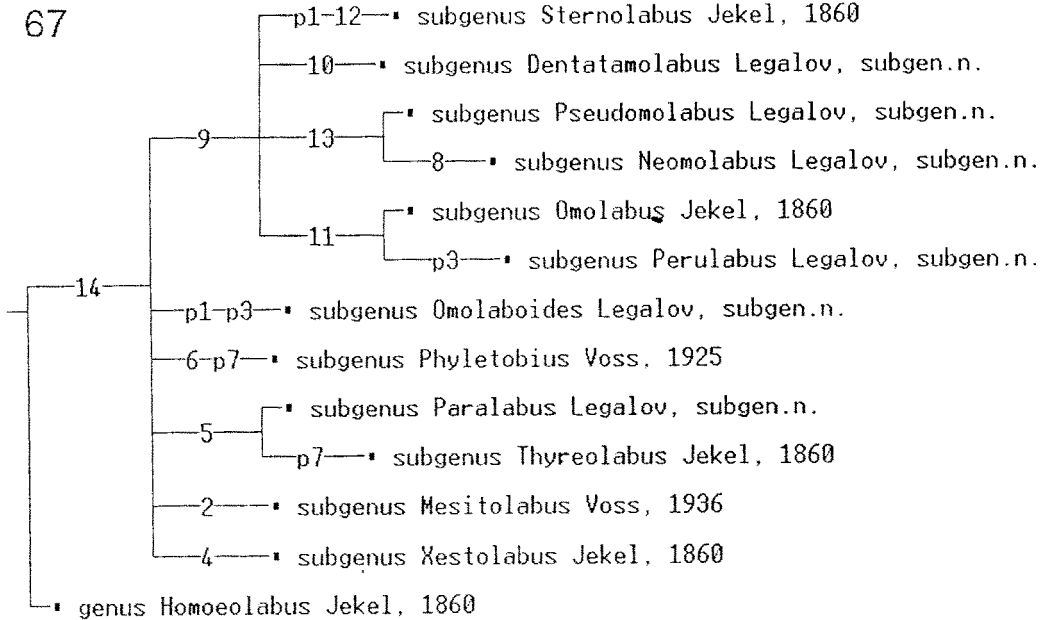 67
p1-12 subgenus Sternolabus Jekel, 1860
10 subgenus Dentatamolabus Legalov, subgen.n.
subgenus Pseudomolabus Legalov, subgen.n.
9 13
8 subgenus Neomolabus Legalov, subgen.n.
subgenus Omolabus Jekel, 1860
11
p3 subgenus Perulabus Legalov, subgen.n.
14
p1-p3 subgenus Omolaboides Legalov, subgen.n.
6-p7 subgenus Phyletobius Voss, 1925
subgenus Paralabus Legalov, subgen.n.
5
p7 subgenus Thyreolabus Jekel, 1860
2 subgenus Mesitolabus Voss, 1936
4 subgenus Xestolabus Jekel, 1860
genus Homoeolabus Jekel, 1860